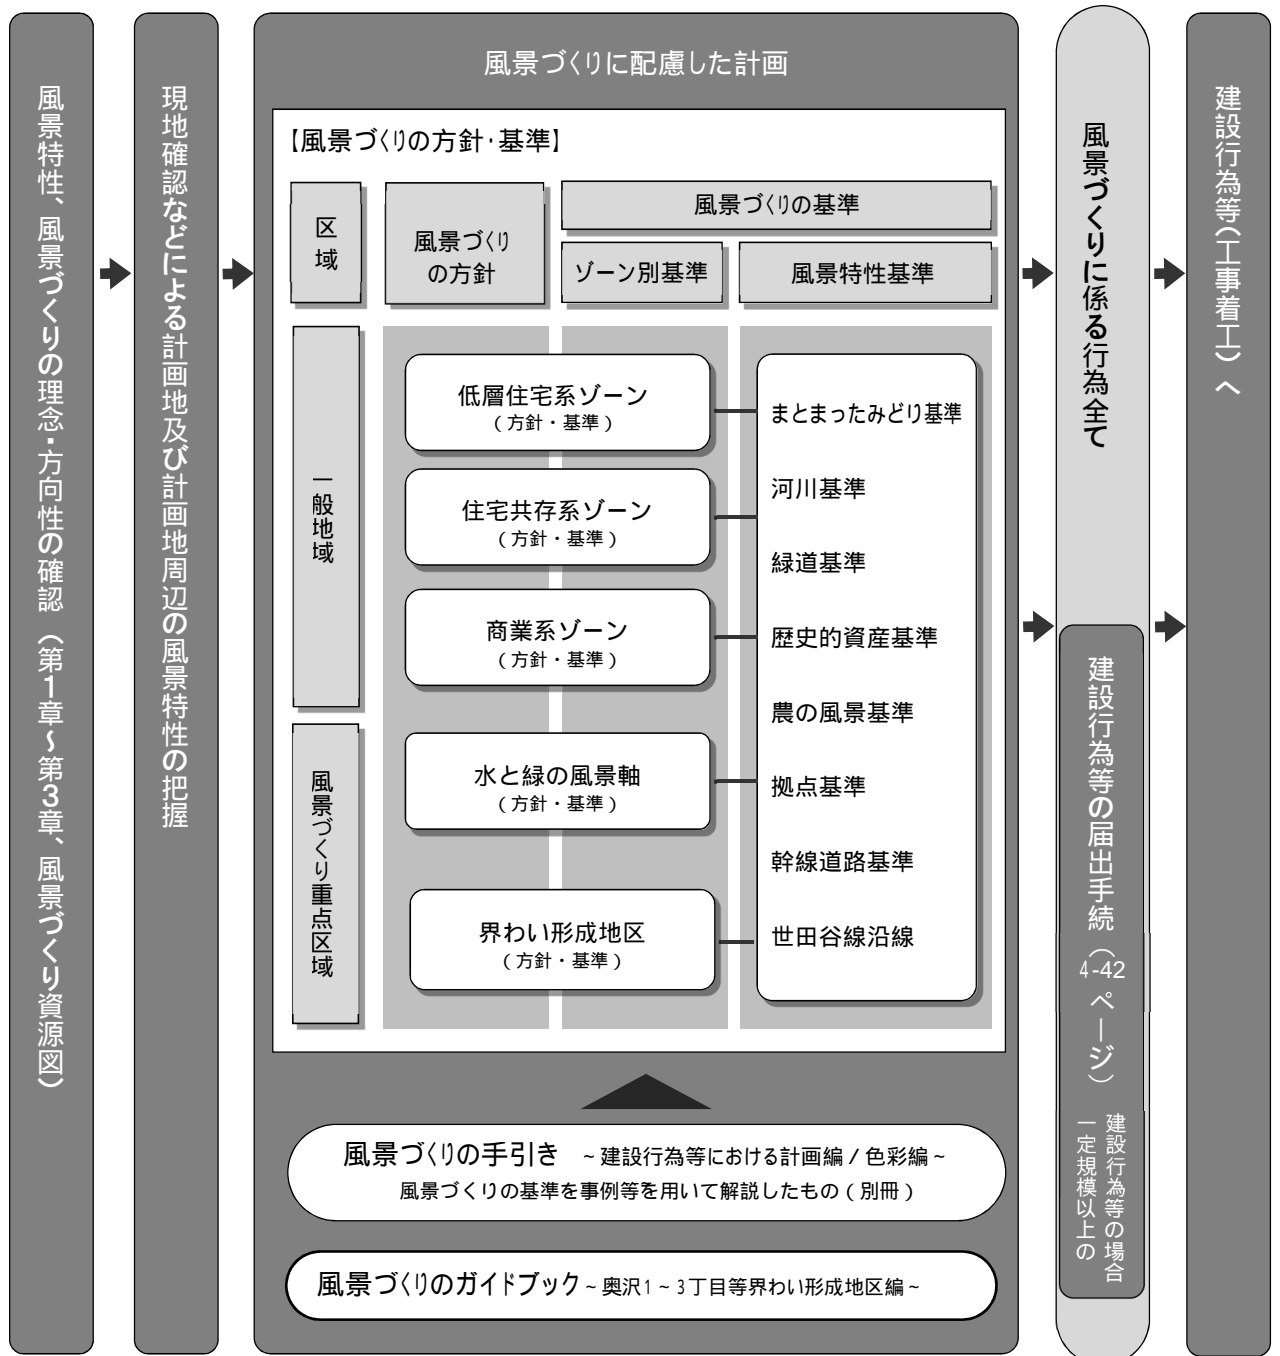 風景特性、風景づくりの理念・方向性の確認（第1章～第3章、風景づくり資源図）
現地確認などによる計画地及び計画地周辺の風景特性の把握
風景づくりに配慮した計画
【風景づくりの方針・基準】
区域
風景づくり
の方針
風景づくりの基準
ゾーン別基準
風景特性基準
一般地域
低層住宅系ゾーン
（方針・基準）
住宅共存系ゾーン
（方針・基準）
商業系ゾーン
（方針・基準）
風景づくり重点区域
水と緑の風景軸
（方針・基準）
界わい形成地区
（方針・基準）
まとまったみどり基準
河川基準
緑道基準
歴史的資産基準
農の風景基準
拠点基準
幹線道路基準
世田谷線沿線
風景づくりの手引き ～建設行為等における計画編/色彩編～
風景づくりの基準を事例等を用いて解説したもの（別冊）
風景づくりのガイドブック～奥沢1～3丁目等界わい形成地区編～
風景づくりに係る行為全て
建設行為等の届出手続（4-42ページ）
一定規模以上の
建設行為等の場合
建設行為等（工事着工）へ